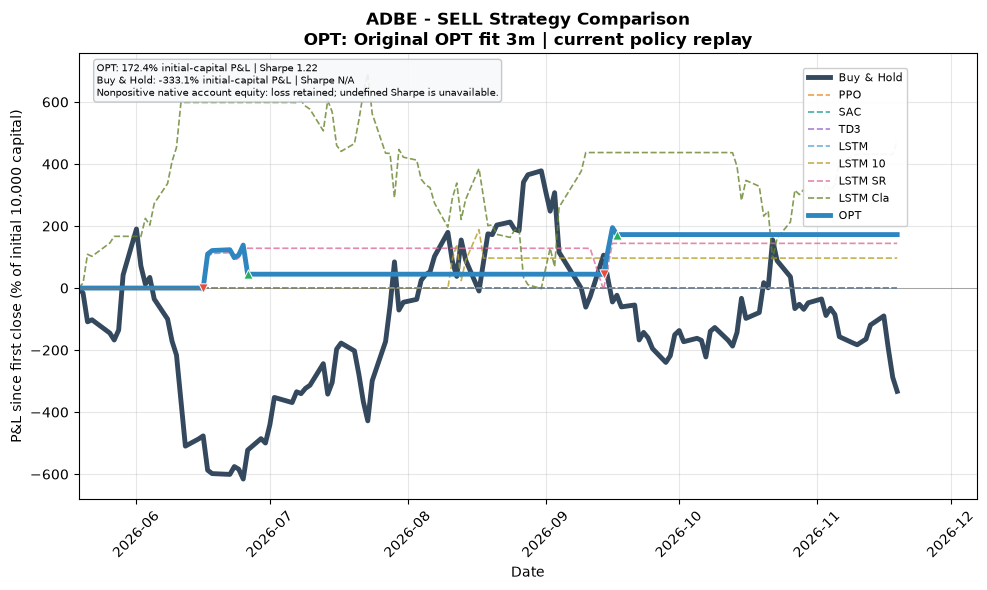 ADBE - SELL Strategy Comparison
OPT: Original OPT fit 3m | current policy replay
OPT: 172.4% initial-capital P&L | Sharpe 1.22
Buy & Hold: -333.1% initial-capital P&L | Sharpe N/A
Nonpositive native account equity: loss retained; undefined Sharpe is unavailable.
Buy & Hold
PPO
SAC
TD3
LSTM
LSTM 10
LSTM SR
LSTM Cla
OPT
P&L since first close (% of initial 10,000 capital)
600
400
200
0
−200
−400
−600
2026-06
2026-07
2026-08
2026-09
2026-10
2026-11
2026-12
Date